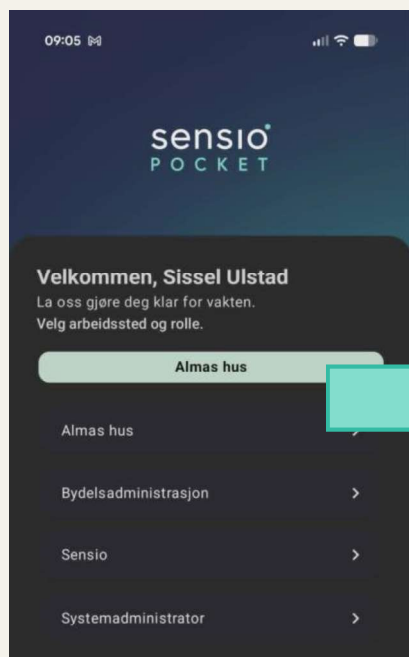 09:05
sensio
POCKET
Velkommen, Sissel Ulstad
La oss gjøre deg klar for vakten.
Velg arbeidssted og rolle.
Almas hus
Almas hus
Bydelsadministrasjon
Sensio
Systemadministrator